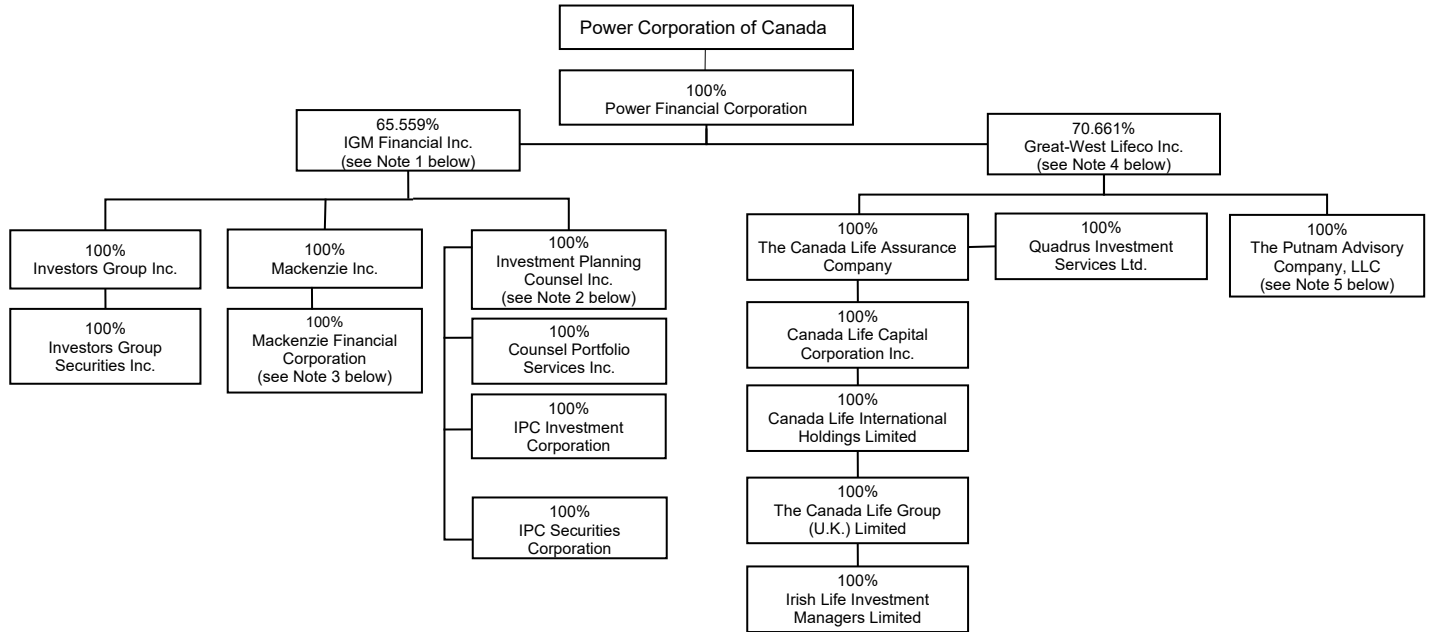 Power Corporation of Canada
100%
Power Financial Corporation
65.559%
IGM Financial Inc.
(see Note 1 below)
70.661%
Great-West Lifeco Inc.
(see Note 4 below)
100%
Investors Group Inc.
100%
Mackenzie Inc.
100%
Investment Planning
Counsel Inc.
(see Note 2 below)
100%
The Canada Life Assurance
Company
100%
Quadrus Investment
Services Ltd.
100%
The Putnam Advisory
Company, LLC
(see Note 5 below)
100%
Investors Group
Securities Inc.
100%
Mackenzie Financial
Corporation
(see Note 3 below)
100%
Counsel Portfolio
Services Inc.
100%
IPC Investment
Corporation
100%
IPC Securities
Corporation
100%
Canada Life Capital
Corporation Inc.
100%
Canada Life International
Holdings Limited
100%
The Canada Life Group
(U.K.) Limited
100%
Irish Life Investment
Managers Limited